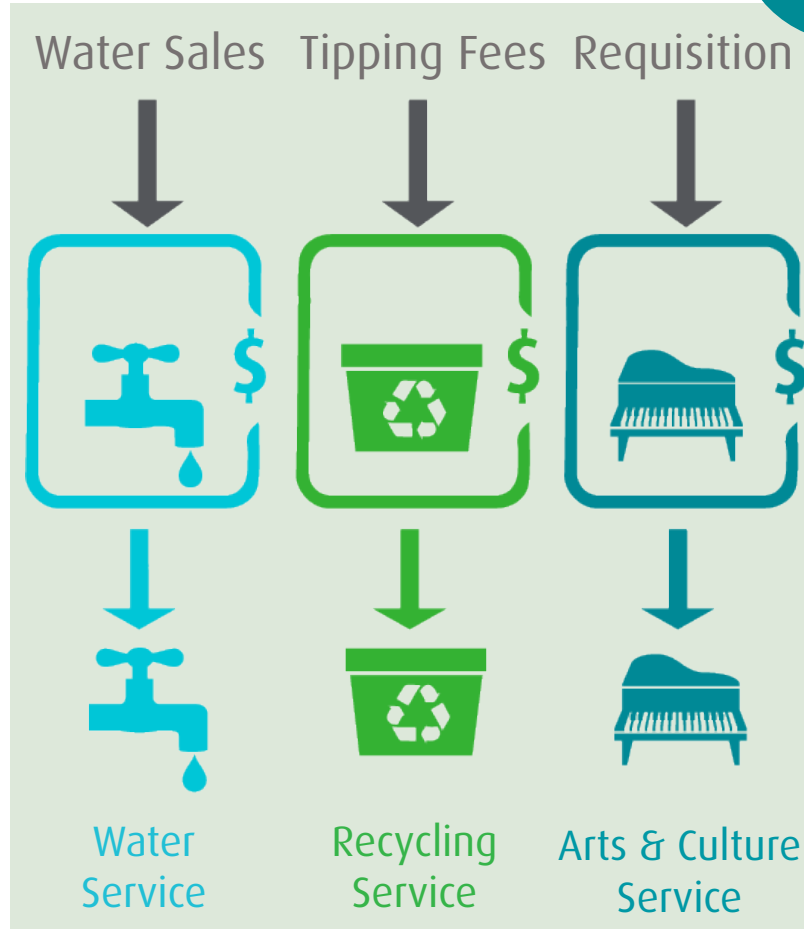 Water Sales Tipping Fees Requisition
$ $ $
Water Recycling Arts & Culture
Service Service Service